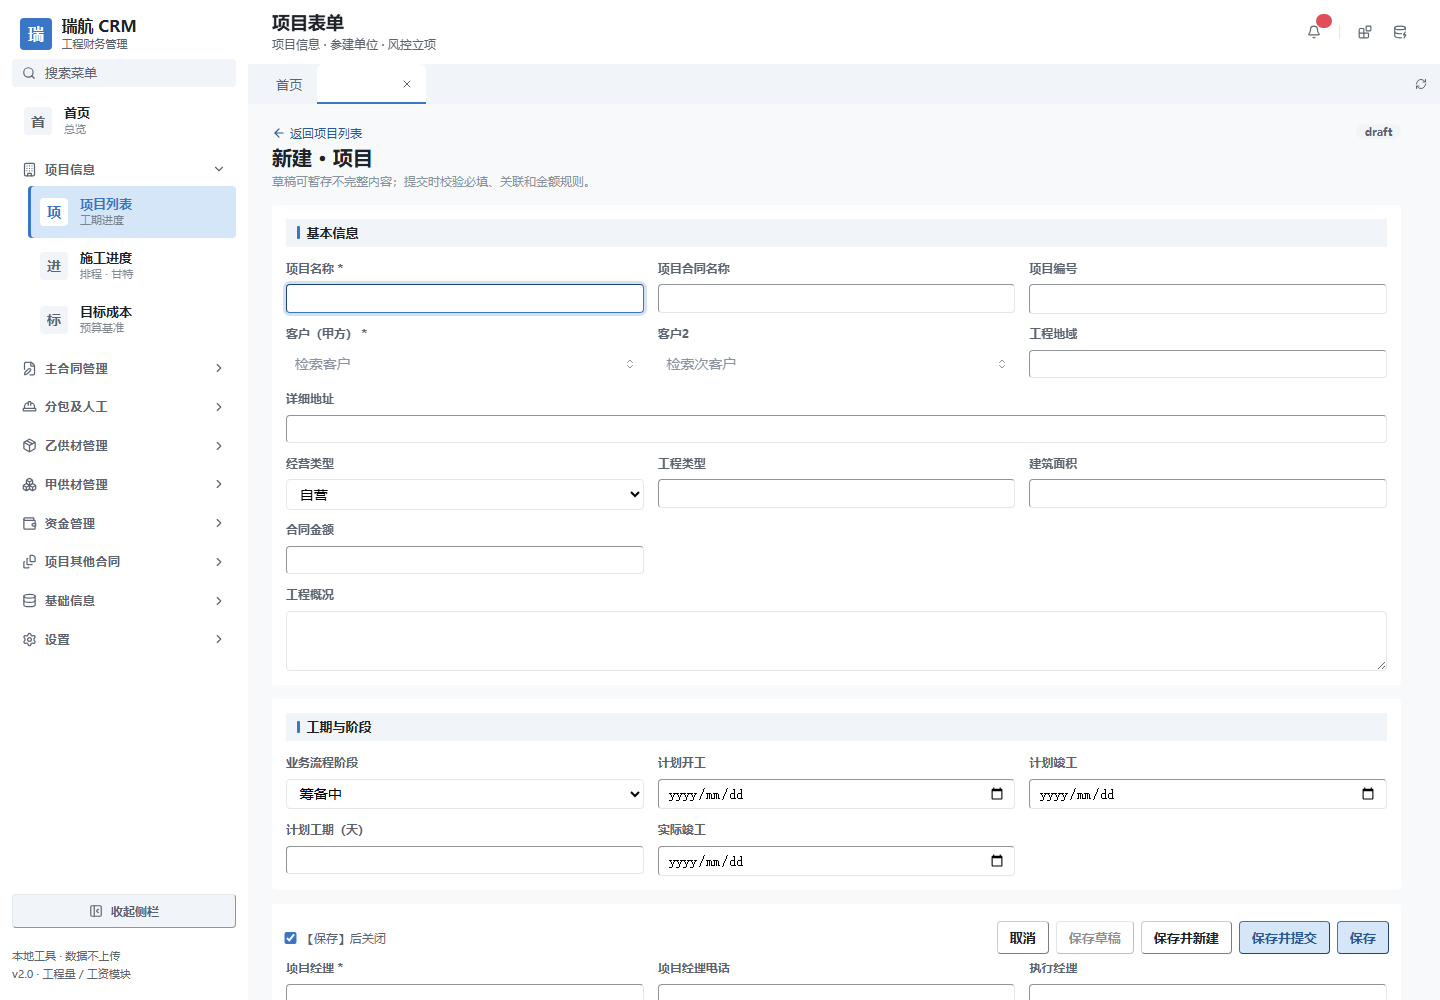 瑞
瑞航 CRM
工程财务管理
搜索菜单
首
首页
总览
项目信息
项
项目列表
工期进度
进
施工进度
排程 · 甘特
标
目标成本
预算基准
主合同管理
分包及人工
乙供材管理
甲供材管理
资金管理
项目其他合同
基础信息
设置
收起侧栏
本地工具 · 数据不上传
v2.0 · 工程量 / 工资模块
项目表单
项目信息 · 参建单位 · 风控立项
首页
返回项目列表
draft
新建 · 项目
草稿可暂存不完整内容；提交时校验必填、关联和金额规则。
基本信息
项目名称 *
项目合同名称
项目编号
客户（甲方） *
客户2
工程地域
检索客户
检索次客户
详细地址
经营类型
工程类型
建筑面积
自营
合同金额
工程概况
工期与阶段
业务流程阶段
计划开工
计划竣工
筹备中
yyyy/mm/dd
yyyy/mm/dd
计划工期（天）
实际竣工
yyyy/mm/dd
【保存】后关闭
取消
保存草稿
保存并新建
保存并提交
保存
项目经理 *
项目经理电话
执行经理